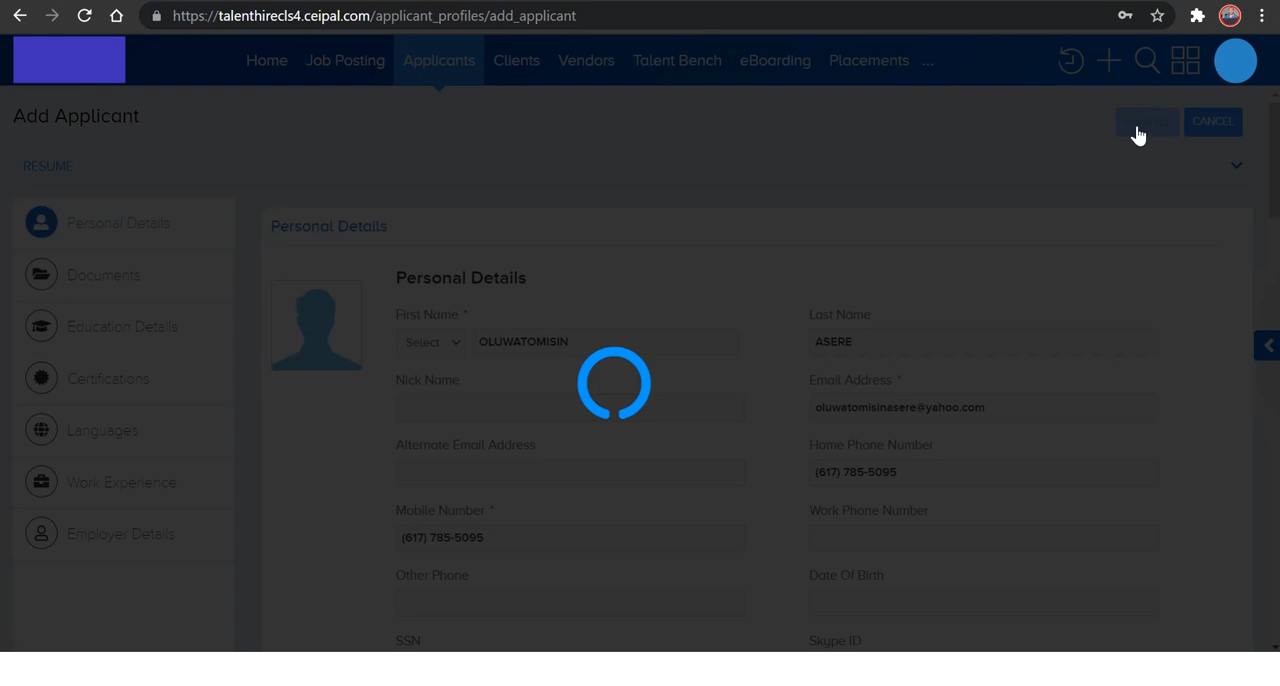 https://talenthirecls4.ceipal.com/applicant_profiles/add_applicant
Home Job Posting Applicants Clients Vendors Talent Bench eBoarding Placements ...
Add Applicant
CANCEL
RESUME
Personal Details
Documents
Education Details
Certifications
Languages
Work Experience
Employer Details
Personal Details
Personal Details
First Name * Last Name
Select OLUWATOMISIN ASERE
Nick Name Email Address *
oluwatomisinasere@yahoo.com
Alternate Email Address Home Phone Number
(617) 785-5095
Mobile Number * Work Phone Number
(617) 785-5095
Other Phone Date Of Birth
SSN Skype ID